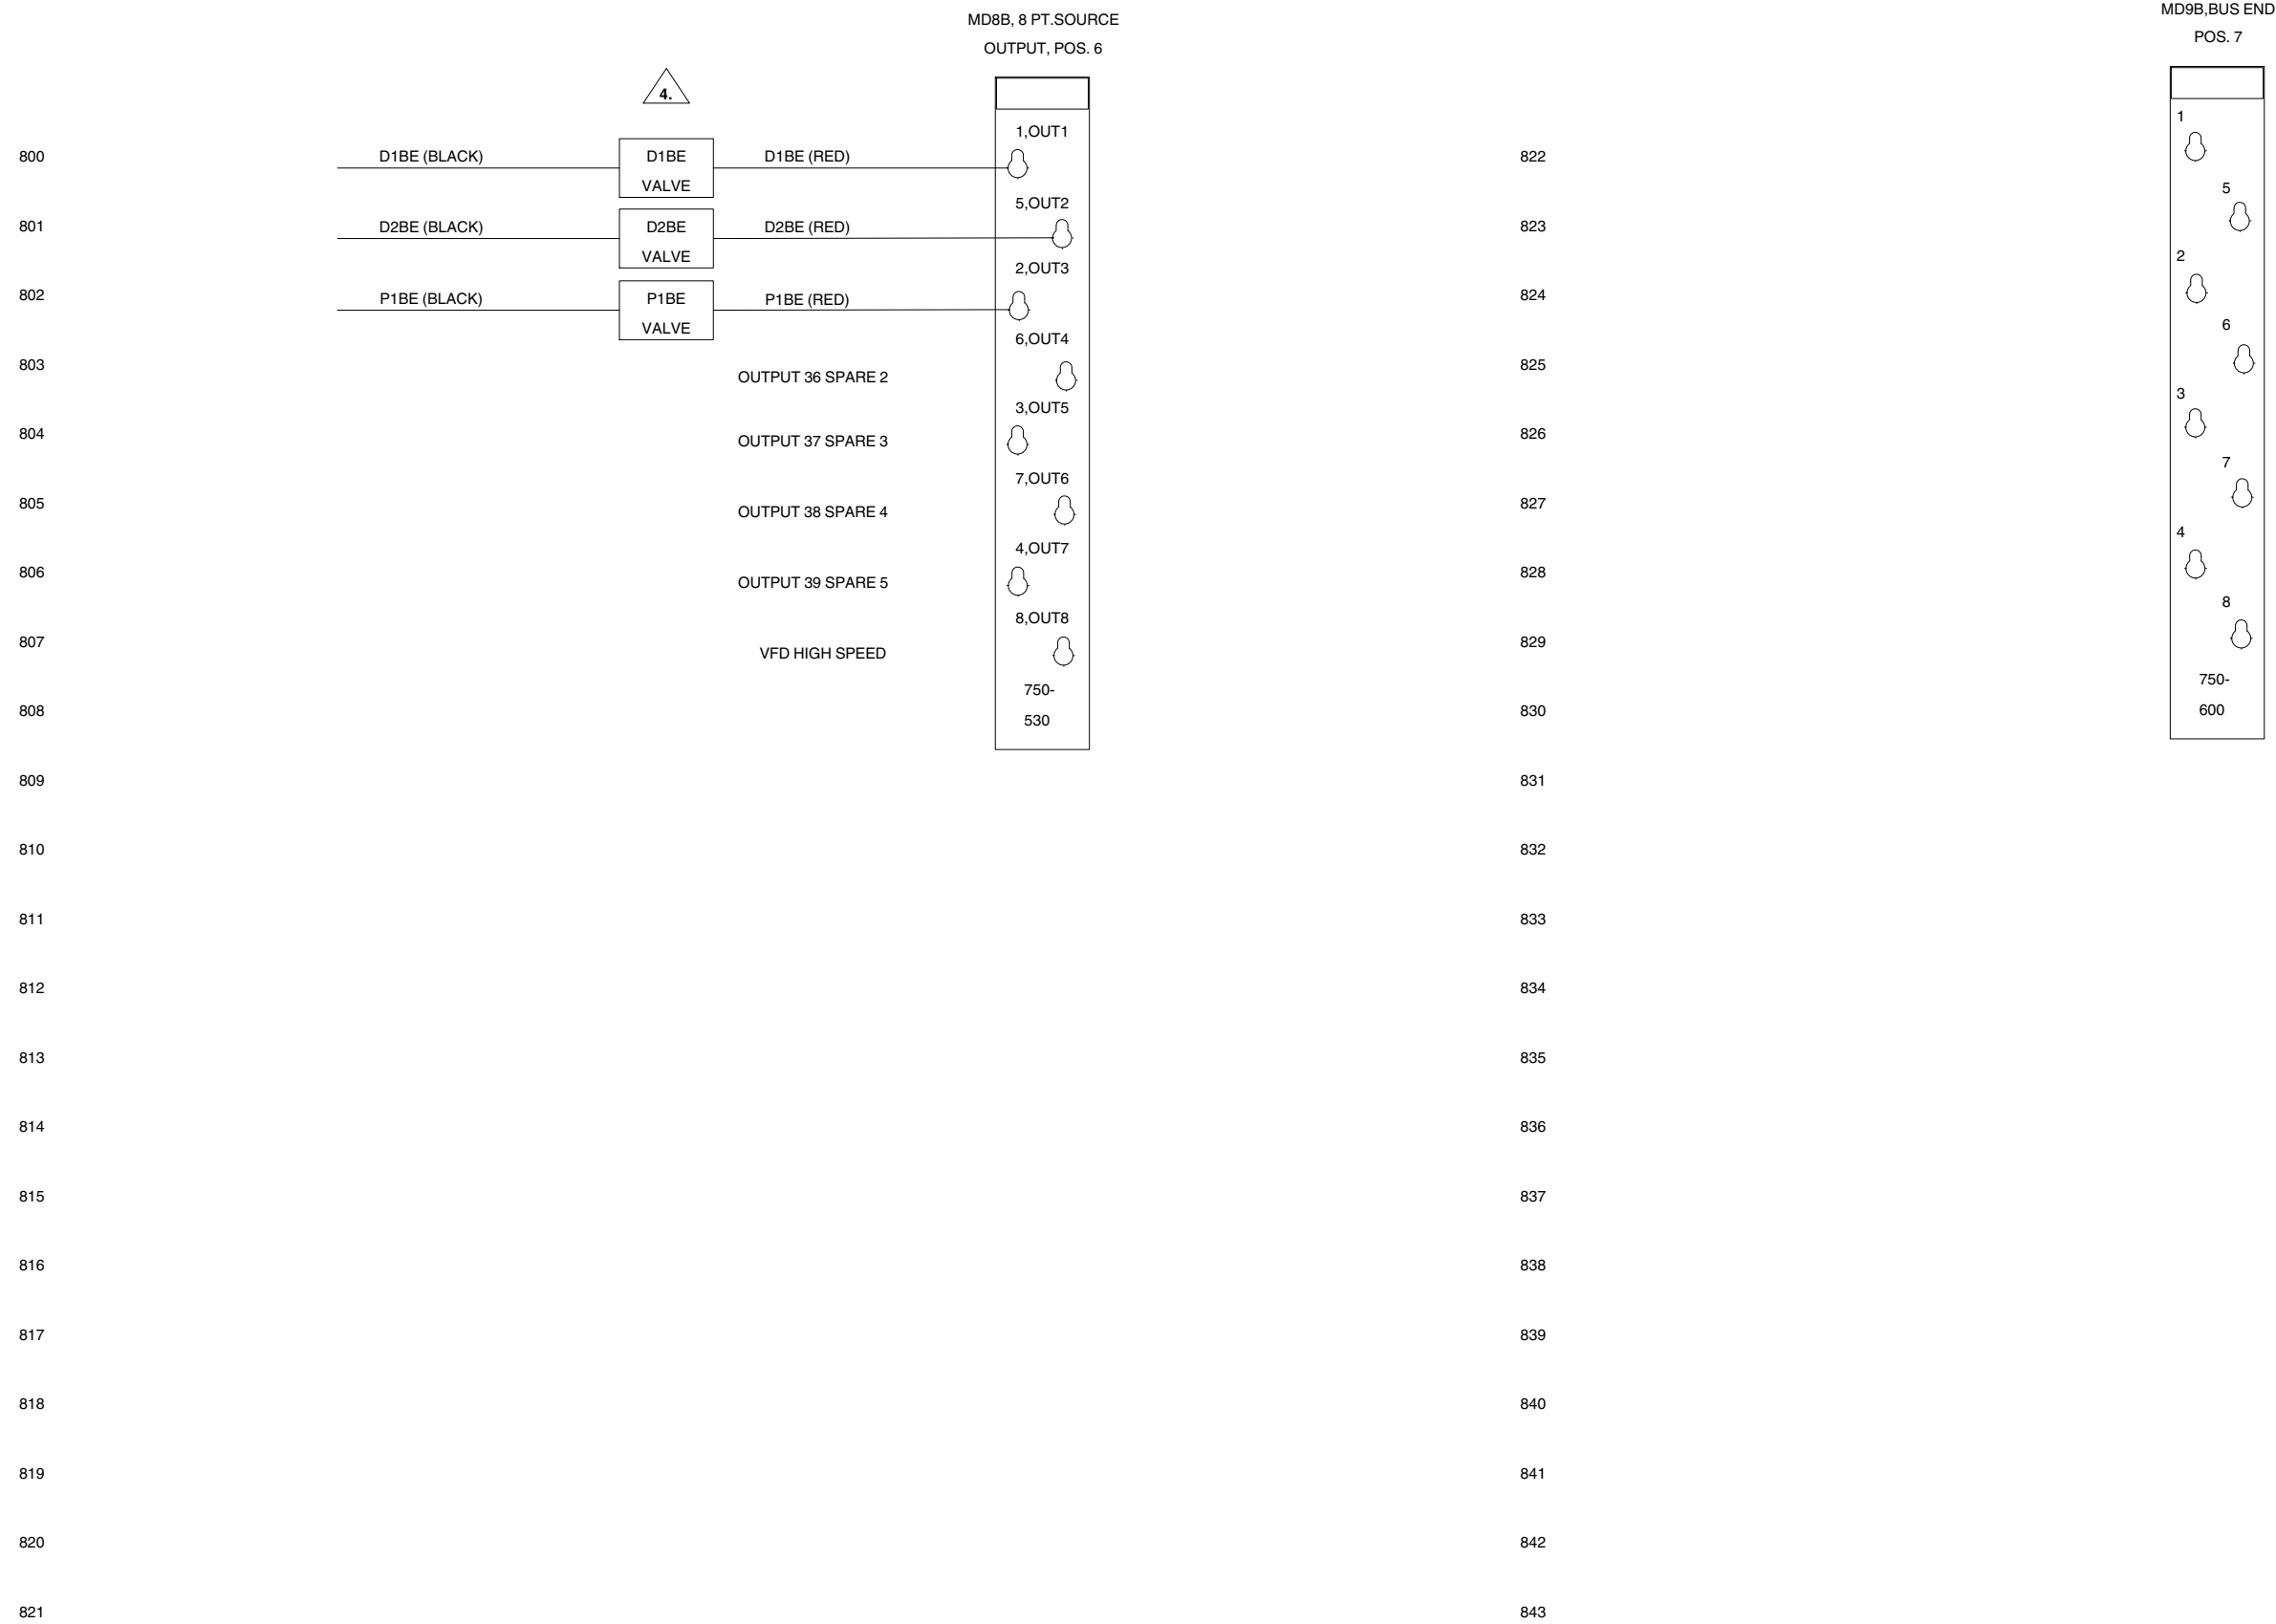 MD8B, 8 PT.SOURCE
OUTPUT, POS. 6
4.
1,OUT1
800
D1BE (BLACK)
D1BE
VALVE
D1BE (RED)
5,OUT2
801
D2BE (BLACK)
D2BE
VALVE
D2BE (RED)
2,OUT3
802
P1BE (BLACK)
P1BE
VALVE
P1BE (RED)
6,OUT4
803
OUTPUT 36 SPARE 2
3,OUT5
804
OUTPUT 37 SPARE 3
7,OUT6
805
OUTPUT 38 SPARE 4
4,OUT7
806
OUTPUT 39 SPARE 5
8,OUT8
807
VFD HIGH SPEED
750-
530
808
809
810
811
812
813
814
815
816
817
818
819
820
821
MD9B,BUS END
POS. 7
1
822
5
823
2
824
6
825
3
826
7
827
4
828
8
829
750-
600
830
831
832
833
834
835
836
837
838
839
840
841
842
843